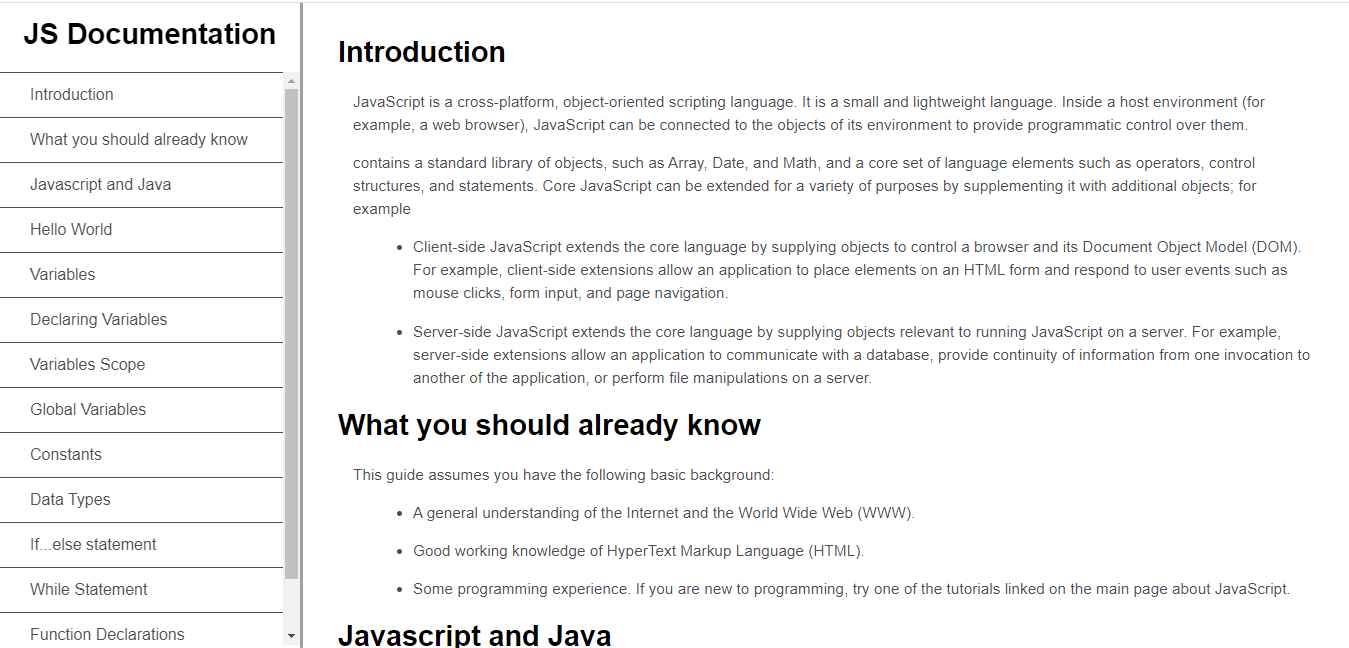 JS Documentation
Introduction
What you should already know
Javascript and Java
Hello World
Variables
Declaring Variables
Variables Scope
Global Variables
Constants
Data Types
If...else statement
While Statement
Function Declarations
Introduction
JavaScript is a cross-platform, object-oriented scripting language. It is a small and lightweight language. Inside a host environment (for
example, a web browser), JavaScript can be connected to the objects of its environment to provide programmatic control over them.
contains a standard library of objects, such as Array, Date, and Math, and a core set of language elements such as operators, control
structures, and statements. Core JavaScript can be extended for a variety of purposes by supplementing it with additional objects; for
example
• Client-side JavaScript extends the core language by supplying objects to control a browser and its Document Object Model (DOM).
For example, client-side extensions allow an application to place elements on an HTML form and respond to user events such as
mouse clicks, form input, and page navigation.
• Server-side JavaScript extends the core language by supplying objects relevant to running JavaScript on a server. For example,
server-side extensions allow an application to communicate with a database, provide continuity of information from one invocation to
another of the application, or perform file manipulations on a server.
What you should already know
This guide assumes you have the following basic background:
• A general understanding of the Internet and the World Wide Web (WWW).
• Good working knowledge of HyperText Markup Language (HTML).
• Some programming experience. If you are new to programming, try one of the tutorials linked on the main page about JavaScript.
Javascript and Java